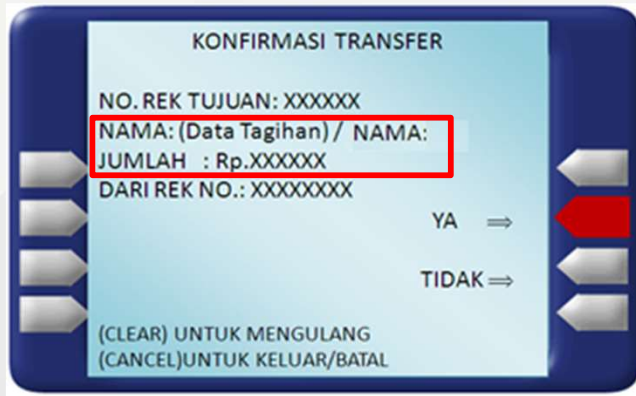 KONFIRMASI TRANSFER
NO. REK TUJUAN: XXXXXX
NAMA: (Data Tagihan) / NAMA:
JUMLAH : Rp.XXXXXX
DARI REK NO.: XXXXXXXX
YA ⇒
TIDAK ⇒
(CLEAR) UNTUK MENGULANG
(CANCEL)UNTUK KELUAR/BATAL